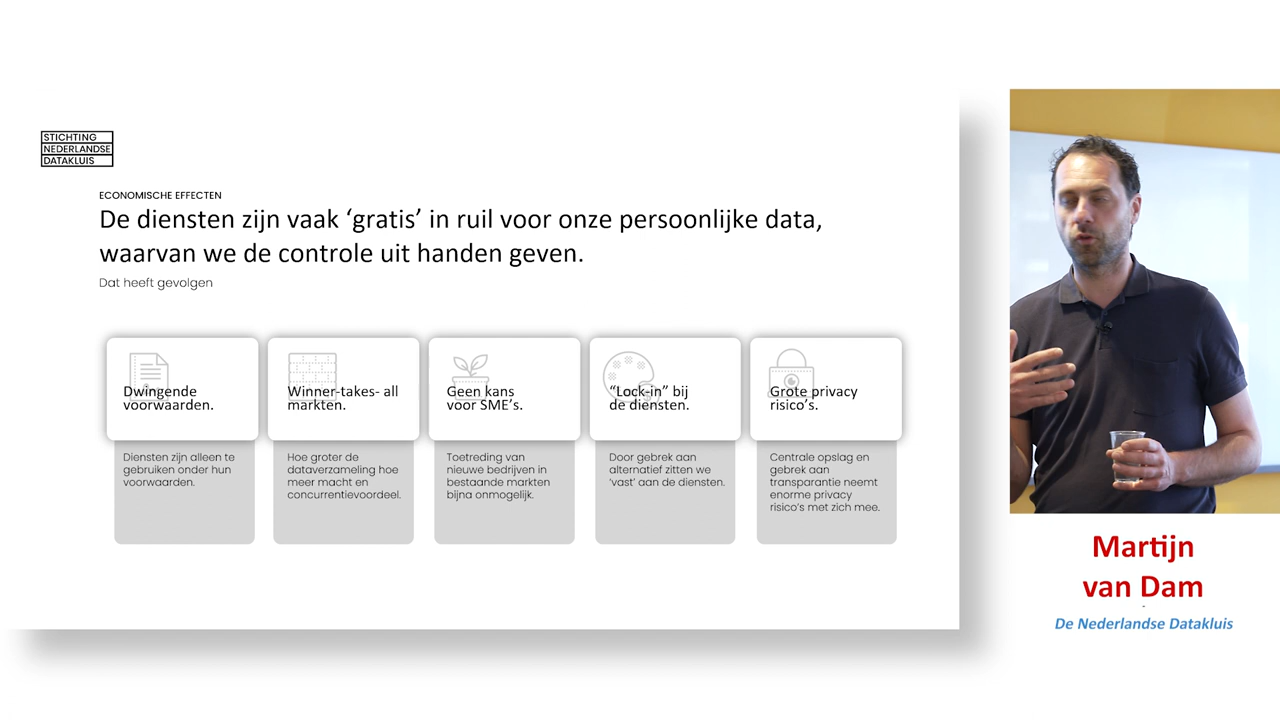 STICHTING
NEDERLANDSE
DATAKLUIS
ECONOMISCHE EFFECTEN
De diensten zijn vaak ‘gratis’ in ruil voor onze persoonlijke data,
waarvan we de controle uit handen geven.
Dat heeft gevolgen
Dwingende
voorwaarden.
Diensten zijn alleen te
gebruiken onder hun
voorwaarden.
Winner-takes- all
markten.
Hoe groter de
dataverzameling hoe
meer macht en
concurrentievoordeel.
Geen kans
voor SME’s.
Toetreding van
nieuwe bedrijven in
bestaande markten
bijna onmogelijk.
“Lock-in” bij
de diensten.
Door gebrek aan
alternatief zitten we
‘vast’ aan de diensten.
Grote privacy
risico’s.
Centrale opslag en
gebrek aan
transparantie neemt
enorme privacy
risico’s met zich mee.
Martijn
van Dam
De Nederlandse Datakluis